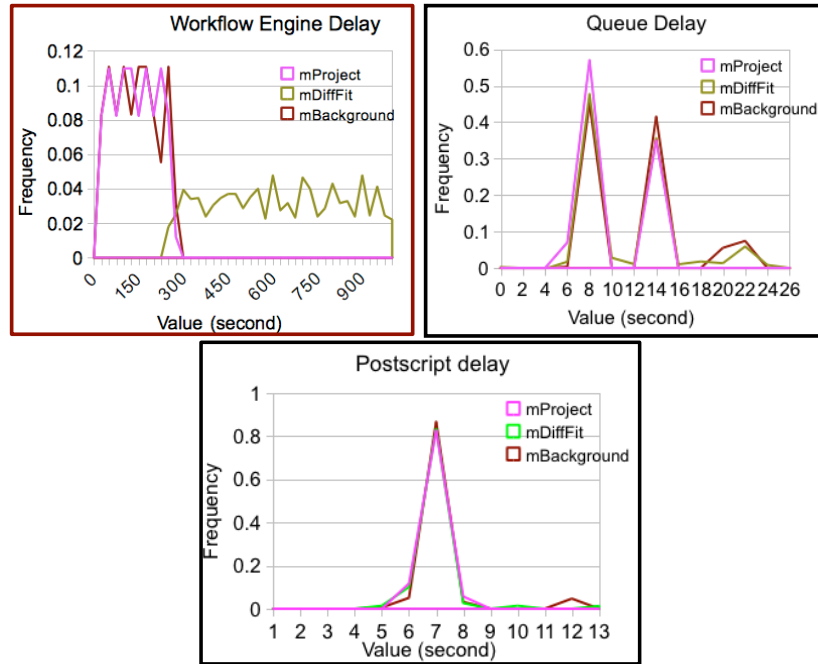 Workflow Engine Delay
0.12
0.1
0.08
0.06
0.04
0.02
0
Frequency
mProject
mDiffFit
mBackground
0 150 300 450 600 750 900
Value (second)
Queue Delay
0.6
0.5
0.4
0.3
0.2
0.1
0
Frequency
mProject
mDiffFit
mBackground
0 2 4 6 8 10 12 14 16 18 20 22 24 26
Value (second)
Postscript delay
1
0.8
0.6
0.4
0.2
0
Frequency
mProject
mDiffFit
mBackground
1 2 3 4 5 6 7 8 9 10 11 12 13
Value (second)